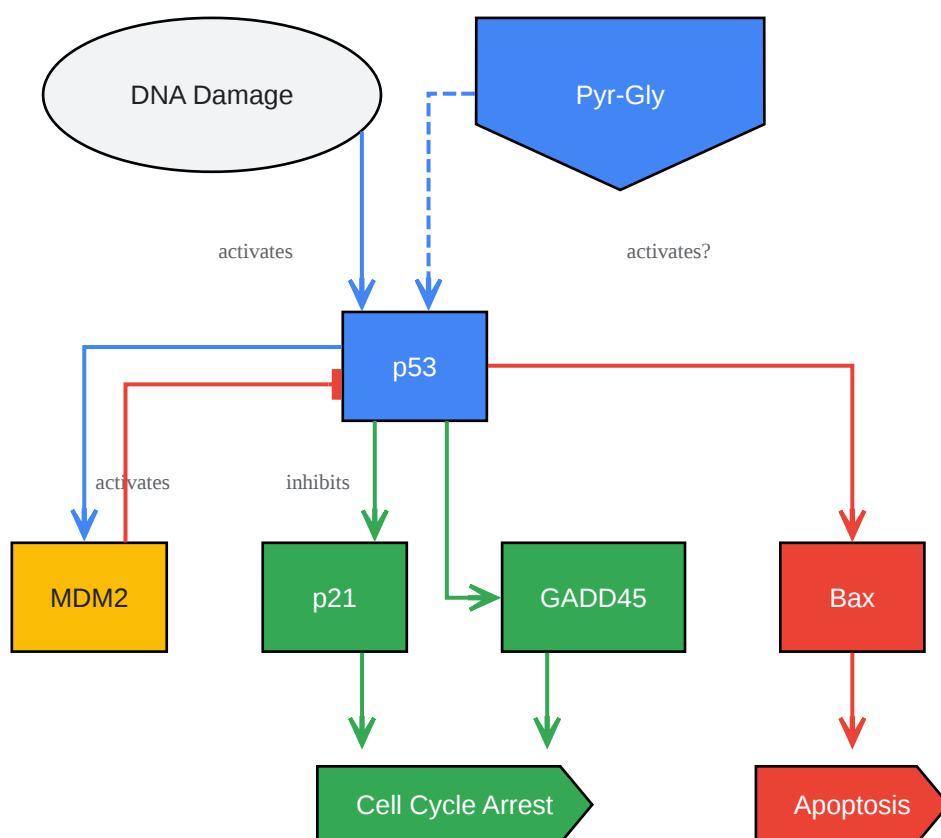 DNA Damage
Pyr-Gly
activates
activates?
p53
activates
inhibits
MDM2
p21
GADD45
Bax
Cell Cycle Arrest
Apoptosis